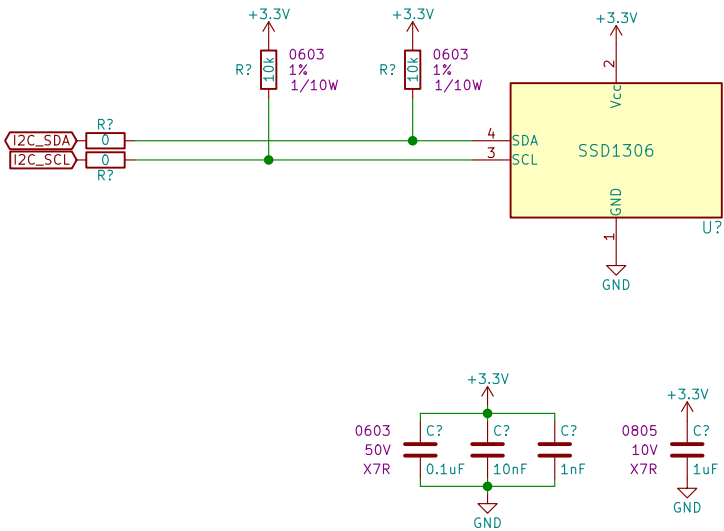 +3.3V
+3.3V
+3.3V
R?
10k
0603
1%
1/10W
R?
10k
0603
1%
1/10W
2
Vcc
R?
I2C_SDA
0
4
SDA
I2C_SCL
0
3
SCL
R?
SSD1306
GND
1
U?
GND
+3.3V
+3.3V
0603
50V
X7R
C?
0.1uF
C?
10nF
C?
1nF
GND
0805
10V
X7R
C?
1uF
GND